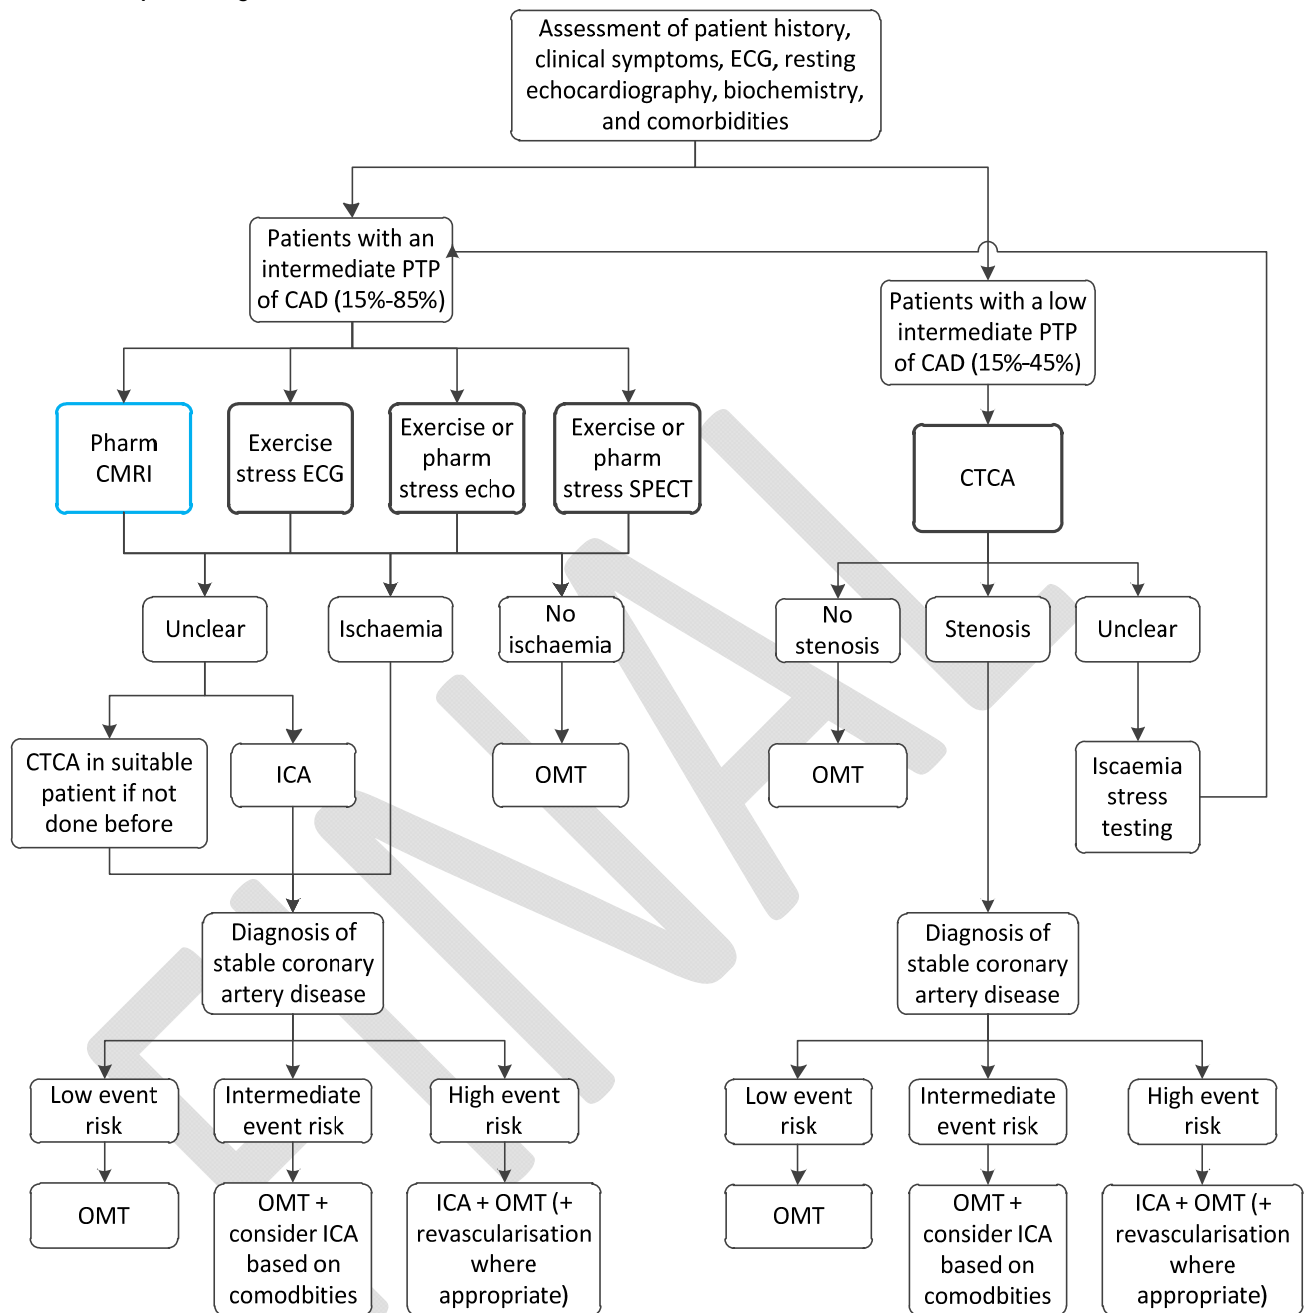 Assessment of patient history,
clinical symptoms, ECG, resting
echocardiography, biochemistry,
and comorbidities
Patients with an
intermediate PTP
of CAD (15%-85%)
Patients with a low
intermediate PTP
of CAD (15%-45%)
Pharm
CMRI
Exercise
stress ECG
Exercise or
pharm
stress echo
Exercise or
pharm
stress SPECT
CTCA
Unclear
Ischaemia
No
ischaemia
No
stenosis
Stenosis
Unclear
CTCA in suitable
patient if not
done before
ICA
OMT
OMT
Iscaemia
stress
testing
Diagnosis of
stable coronary
artery disease
Diagnosis of
stable coronary
artery disease
Low event
risk
Intermediate
event risk
High event
risk
Low event
risk
Intermediate
event risk
High event
risk
OMT
OMT +
consider ICA
based on
comodbities
ICA + OMT (+
revascularisation
where
appropriate)
OMT
OMT +
consider ICA
based on
comodbities
ICA + OMT (+
revascularisation
where
appropriate)
FINAL